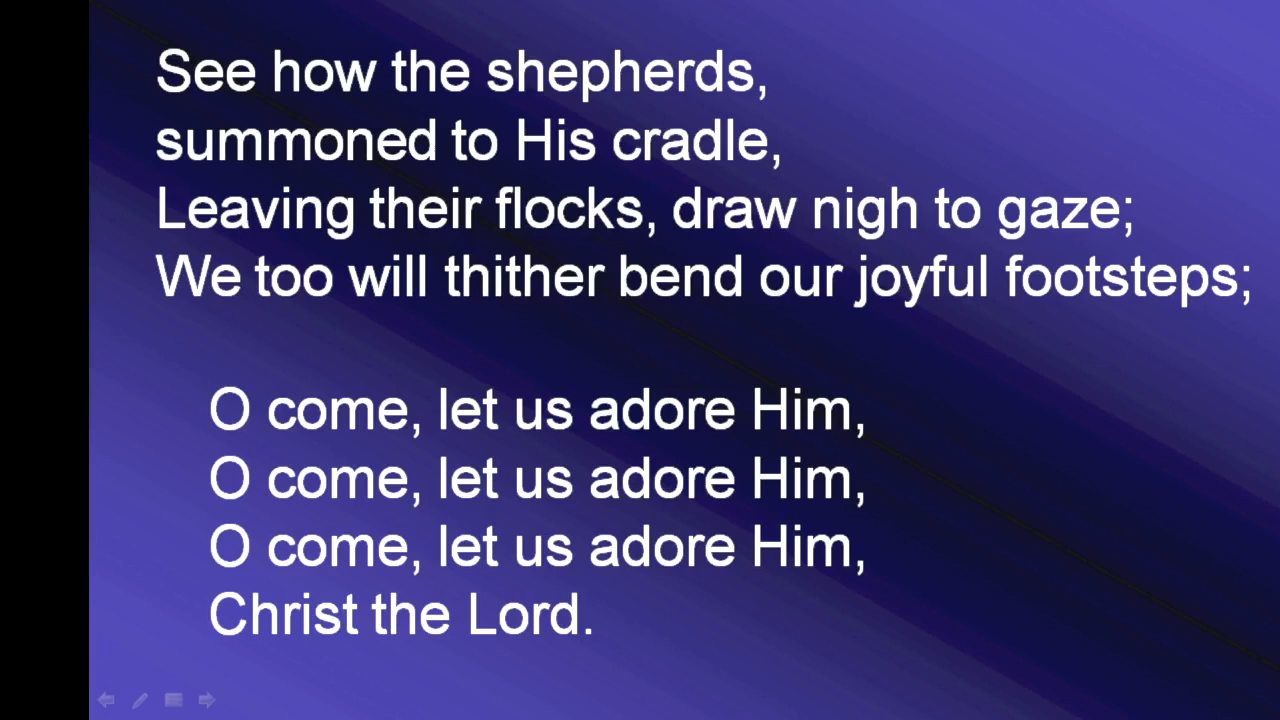 See how the shepherds,
summoned to His cradle,
Leaving their flocks, draw nigh to gaze;
We too will thither bend our joyful footsteps;
O come, let us adore Him,
O come, let us adore Him,
O come, let us adore Him,
Christ the Lord.